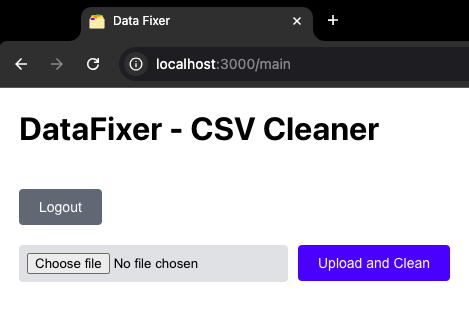 Data Fixer
localhost:3000/main
DataFixer - CSV Cleaner
Logout
Choose file No file chosen Upload and Clean